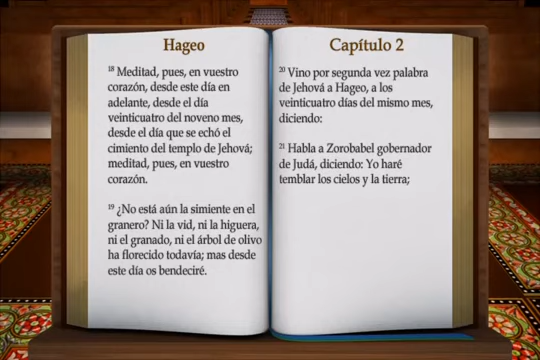 Hageo
18 Meditad, pues, en vuestro
corazón, desde este día en
adelante, desde el día
veinticuatro del noveno mes,
desde el día que se echó el
cimiento del templo de Jehová;
meditad, pues, en vuestro
corazón.
19 ¿No está aún la simiente en el
granero? Ni la vid, ni la higuera,
ni el granado, ni el árbol de olivo
ha florecido todavía; mas desde
este día os bendeciré.
Capítulo 2
20 Vino por segunda vez palabra
de Jehová a Hageo, a los
veinticuatro días del mismo mes,
diciendo:
21 Habla a Zorobabel gobernador
de Judá, diciendo: Yo haré
temblar los cielos y la tierra;